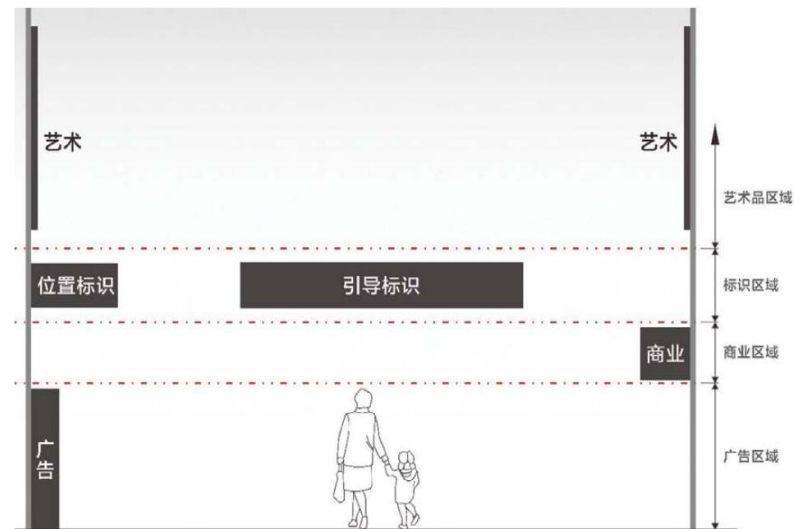 艺术
艺术
艺术品区域
位置标识
引导标识
标识区域
商业
商业区域
广告
广告区域